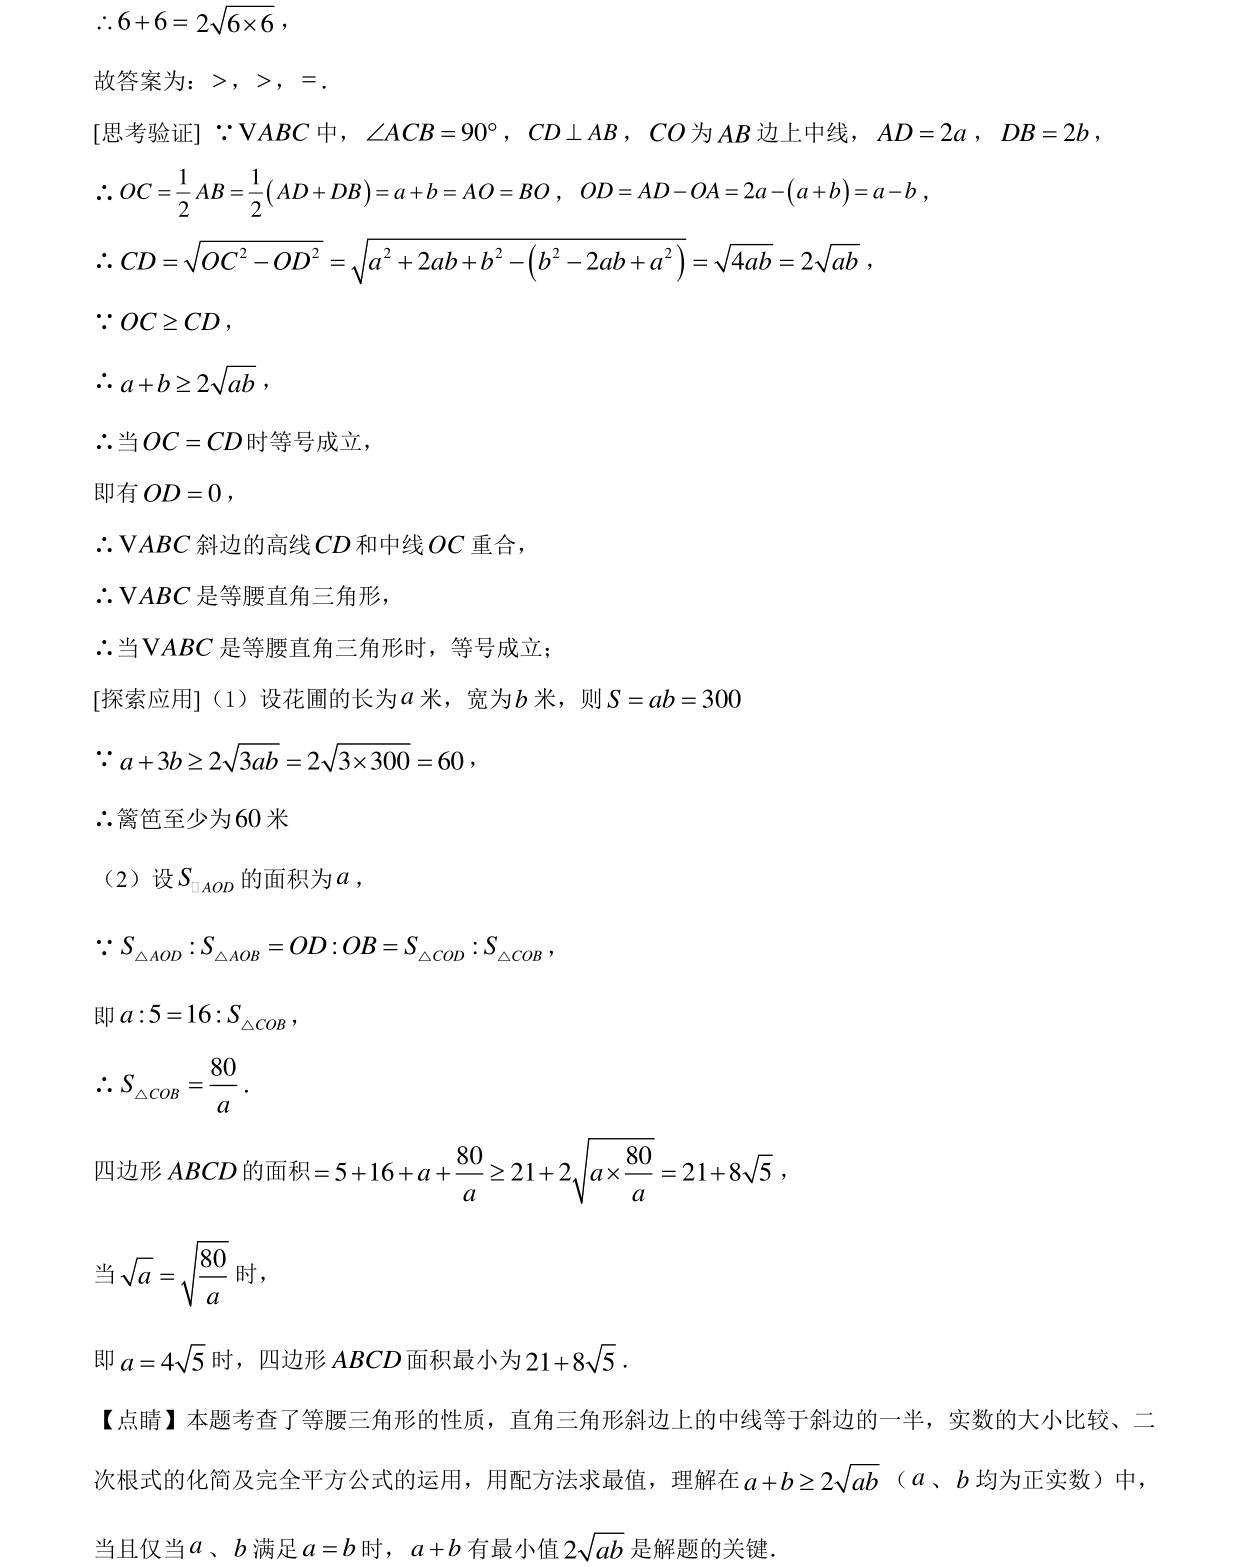 ∴6+6= 2√(6×6)，
故答案为：>，>，=．
[思考验证] ∵VABC 中，∠ACB=90°，CD⊥AB，CO为AB边上中线，AD=2a，DB=2b，
∴OC=1/2 AB=1/2(AD+DB)=a+b=AO=BO，OD=AD−OA=2a−(a+b)=a−b，
∴CD=√(OC²−OD²)=√(a²+2ab+b²−(b²−2ab+a²))=√(4ab)=2√(ab)，
∵OC≥CD，
∴a+b≥2√(ab)，
∴当OC=CD时等号成立，
即有OD=0，
∴VABC 斜边的高线CD和中线OC重合，
∴VABC 是等腰直角三角形，
∴当VABC 是等腰直角三角形时，等号成立；
[探索应用]（1）设花圃的长为a米，宽为b米，则S=ab=300
∵a+3b≥2√(3ab)=2√(3×300)=60，
∴篱笆至少为60米
（2）设S□AOD的面积为a，
∵S△AOD:S△AOB=OD:OB=S△COD:S△COB，
即a:5=16:S△COB，
∴S△COB=80/a．
四边形ABCD的面积=5+16+a+80/a≥21+2√(a×80/a)=21+8√5，
当√a=√(80/a)时，
即a=4√5时，四边形ABCD面积最小为21+8√5．
【点睛】本题考查了等腰三角形的性质，直角三角形斜边上的中线等于斜边的一半，实数的大小比较、二
次根式的化简及完全平方公式的运用，用配方法求最值，理解在a+b≥2√(ab)（a、b均为正实数）中，
当且仅当a、b满足a=b时，a+b有最小值2√(ab)是解题的关键．